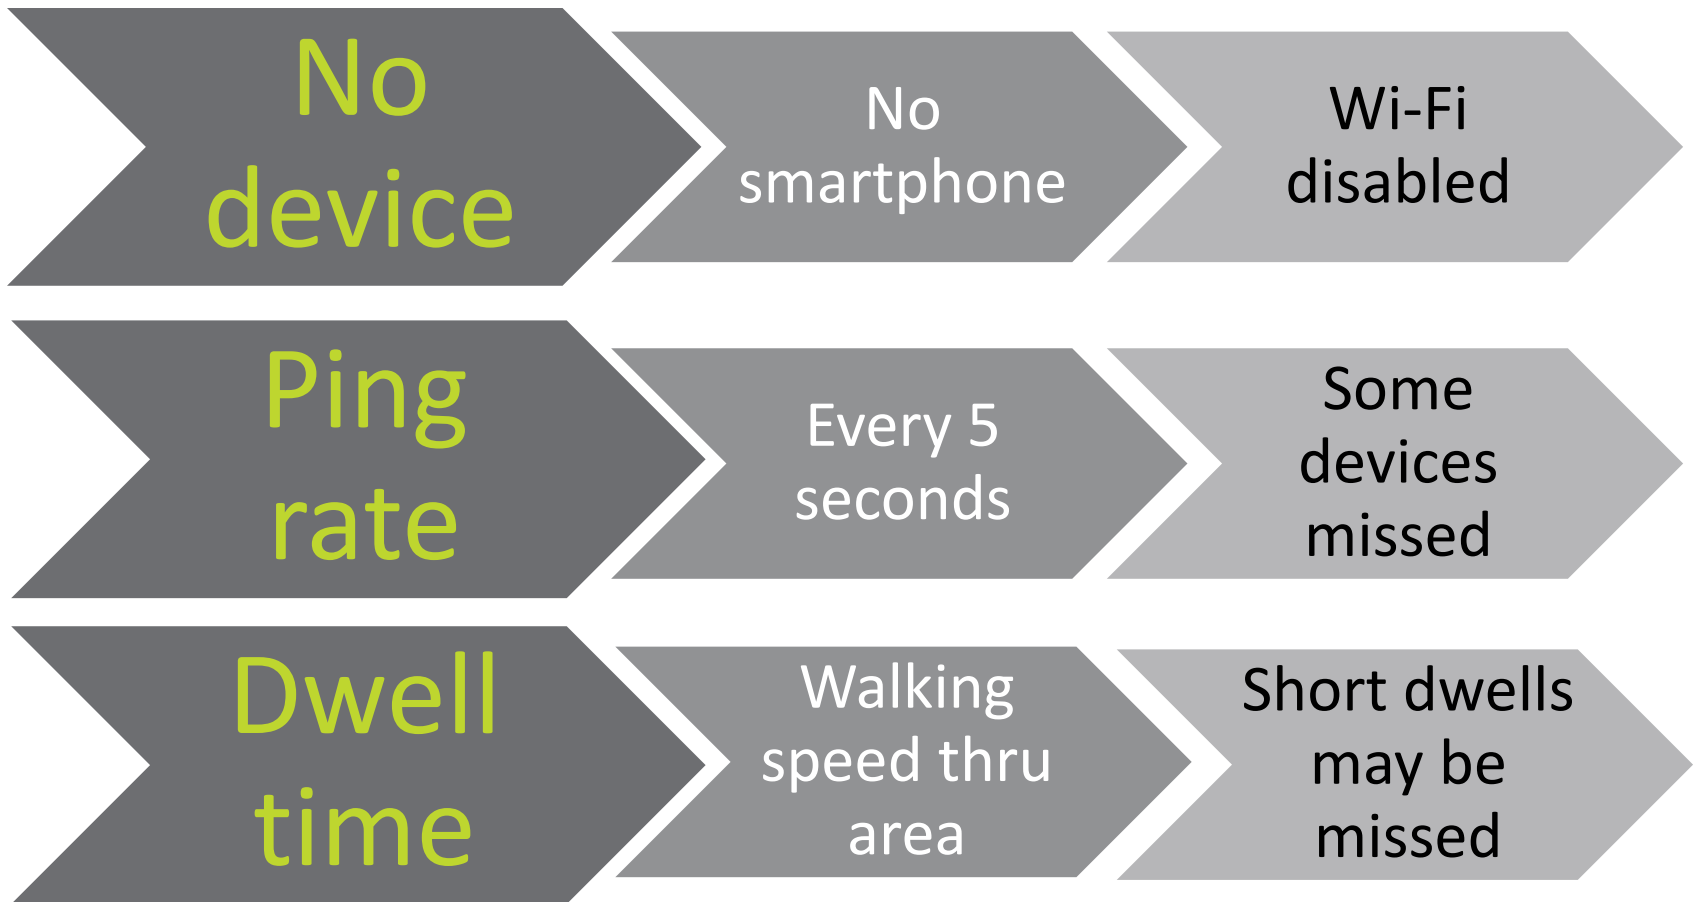 No
device
No
smartphone
Wi-Fi
disabled
Ping
rate
Every 5
seconds
Some
devices
missed
Dwell
time
Walking
speed thru
area
Short dwells
may be
missed